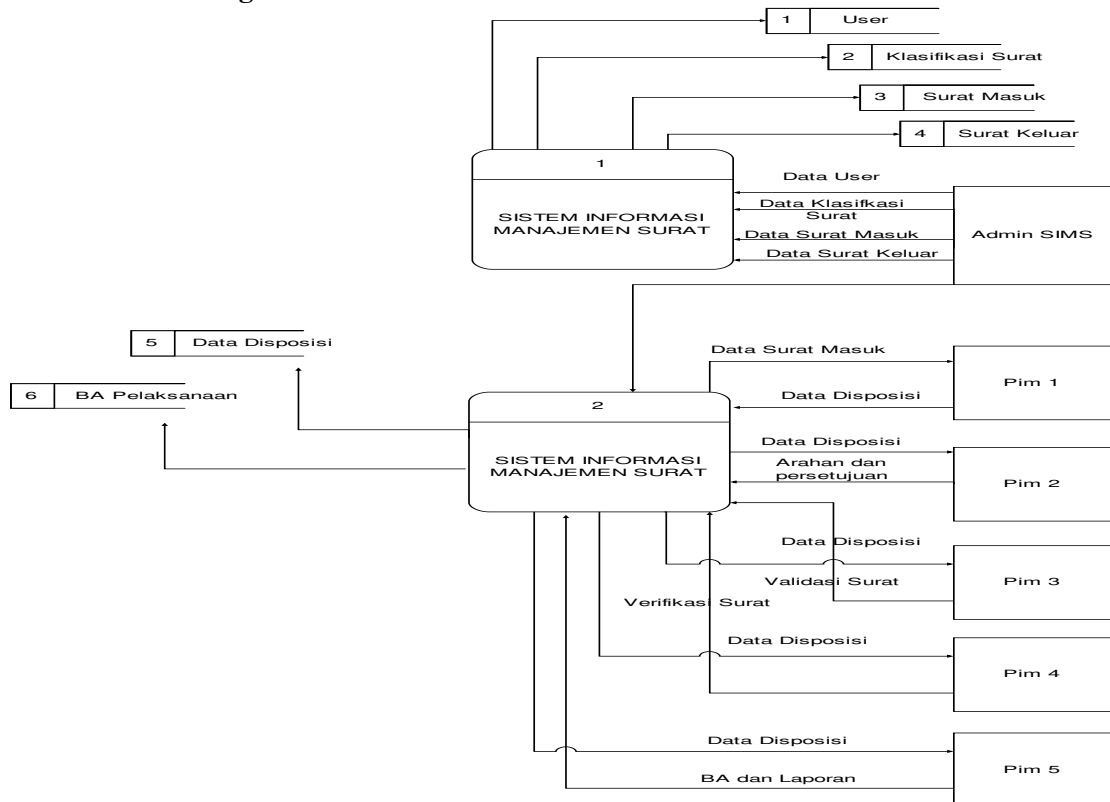 1 User
2 Klasifikasi Surat
3 Surat Masuk
4 Surat Keluar
1
SISTEM INFORMASI
MANAJEMEN SURAT
Data User
Data Klasifkasi
Surat
Data Surat Masuk
Data Surat Keluar
Admin SIMS
5 Data Disposisi
6 BA Pelaksanaan
2
SISTEM INFORMASI
MANAJEMEN SURAT
Data Surat Masuk
Data Disposisi
Pim 1
Data Disposisi
Arahan dan
persetujuan
Pim 2
Data Disposisi
Validasi Surat
Pim 3
Verifikasi Surat
Data Disposisi
Pim 4
Data Disposisi
BA dan Laporan
Pim 5